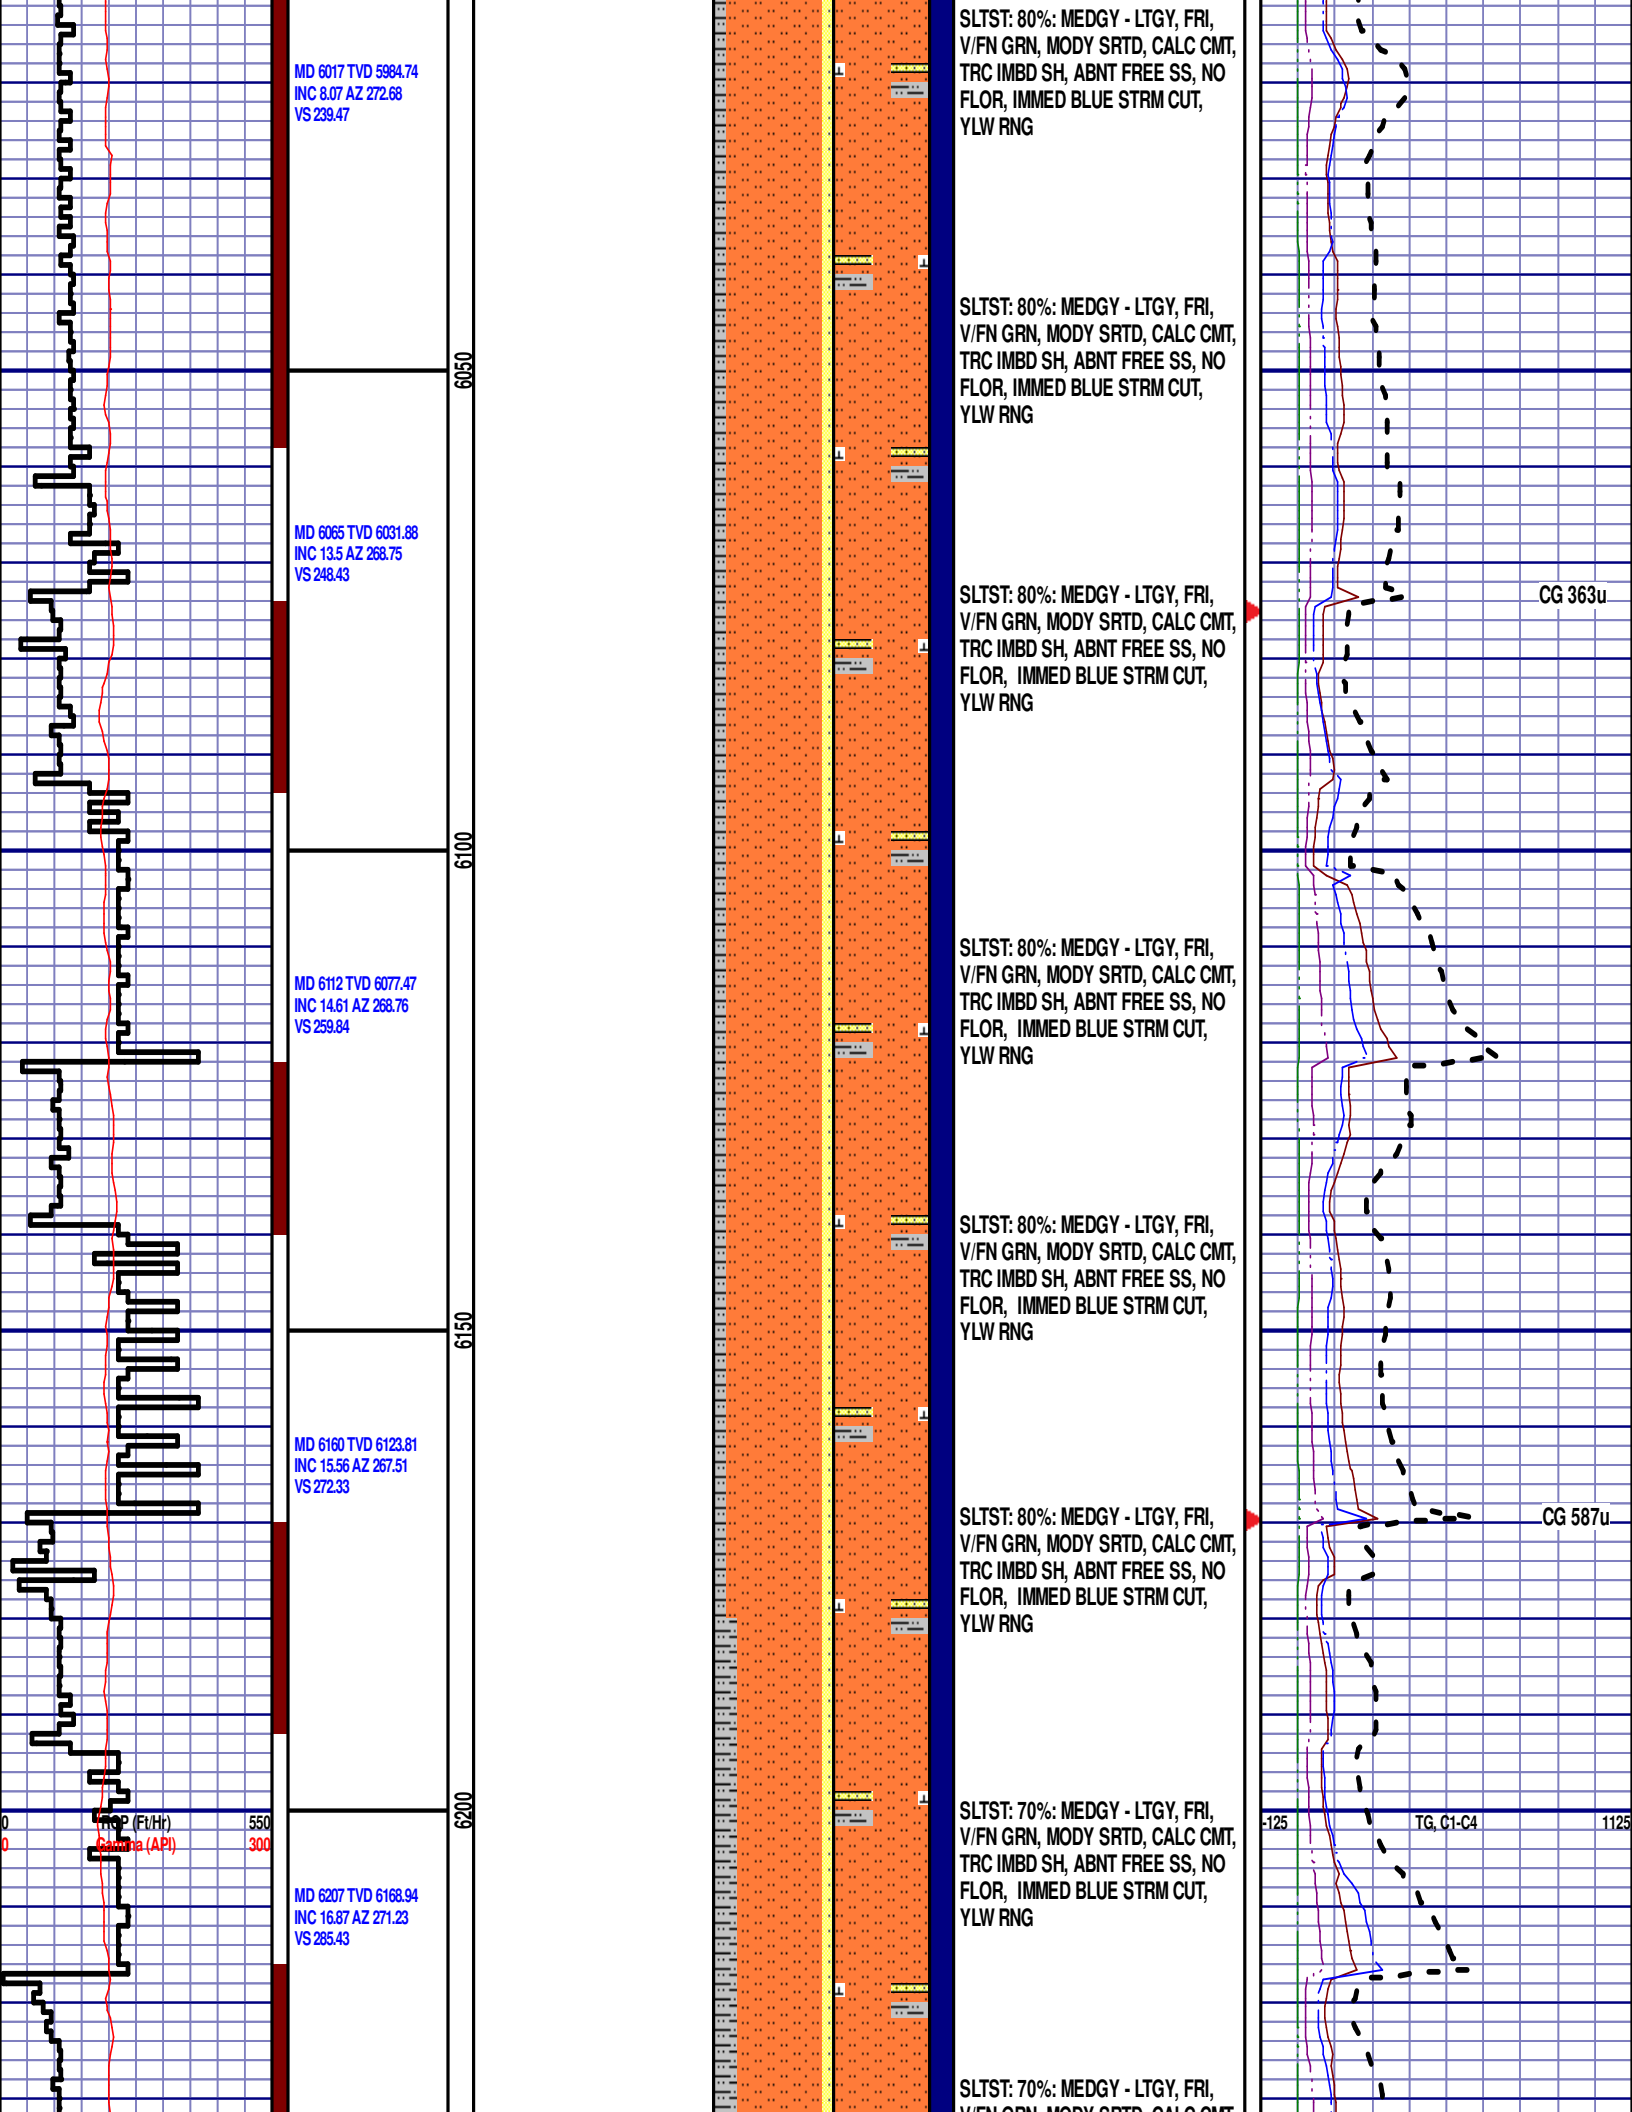 MD 6017 TVD 5984.74
INC 8.07 AZ 272.68
VS 239.47
6050
MD 6065 TVD 6031.88
INC 13.5 AZ 268.75
VS 248.43
6100
MD 6112 TVD 6077.47
INC 14.61 AZ 268.76
VS 259.84
6150
MD 6160 TVD 6123.81
INC 15.56 AZ 267.51
VS 272.33
6200
0 ROP (Ft/Hr) 550
0 Gamma (API) 300
MD 6207 TVD 6168.94
INC 16.87 AZ 271.23
VS 285.43
SLTST: 80%: MEDGY - LTGY, FRI,
V/FN GRN, MODY SRTD, CALC CMT,
TRC IMBD SH, ABNT FREE SS, NO
FLOR, IMMED BLUE STRM CUT,
YLW RNG
SLTST: 80%: MEDGY - LTGY, FRI,
V/FN GRN, MODY SRTD, CALC CMT,
TRC IMBD SH, ABNT FREE SS, NO
FLOR, IMMED BLUE STRM CUT,
YLW RNG
SLTST: 80%: MEDGY - LTGY, FRI,
V/FN GRN, MODY SRTD, CALC CMT,
TRC IMBD SH, ABNT FREE SS, NO
FLOR, IMMED BLUE STRM CUT,
YLW RNG
SLTST: 80%: MEDGY - LTGY, FRI,
V/FN GRN, MODY SRTD, CALC CMT,
TRC IMBD SH, ABNT FREE SS, NO
FLOR, IMMED BLUE STRM CUT,
YLW RNG
SLTST: 80%: MEDGY - LTGY, FRI,
V/FN GRN, MODY SRTD, CALC CMT,
TRC IMBD SH, ABNT FREE SS, NO
FLOR, IMMED BLUE STRM CUT,
YLW RNG
SLTST: 80%: MEDGY - LTGY, FRI,
V/FN GRN, MODY SRTD, CALC CMT,
TRC IMBD SH, ABNT FREE SS, NO
FLOR, IMMED BLUE STRM CUT,
YLW RNG
SLTST: 70%: MEDGY - LTGY, FRI,
V/FN GRN, MODY SRTD, CALC CMT,
TRC IMBD SH, ABNT FREE SS, NO
FLOR, IMMED BLUE STRM CUT,
YLW RNG
SLTST: 70%: MEDGY - LTGY, FRI,
V/FN GRN, MODY SRTD, CALC CMT,
CG 363u
CG 587u
-125 TG, C1-C4 1125